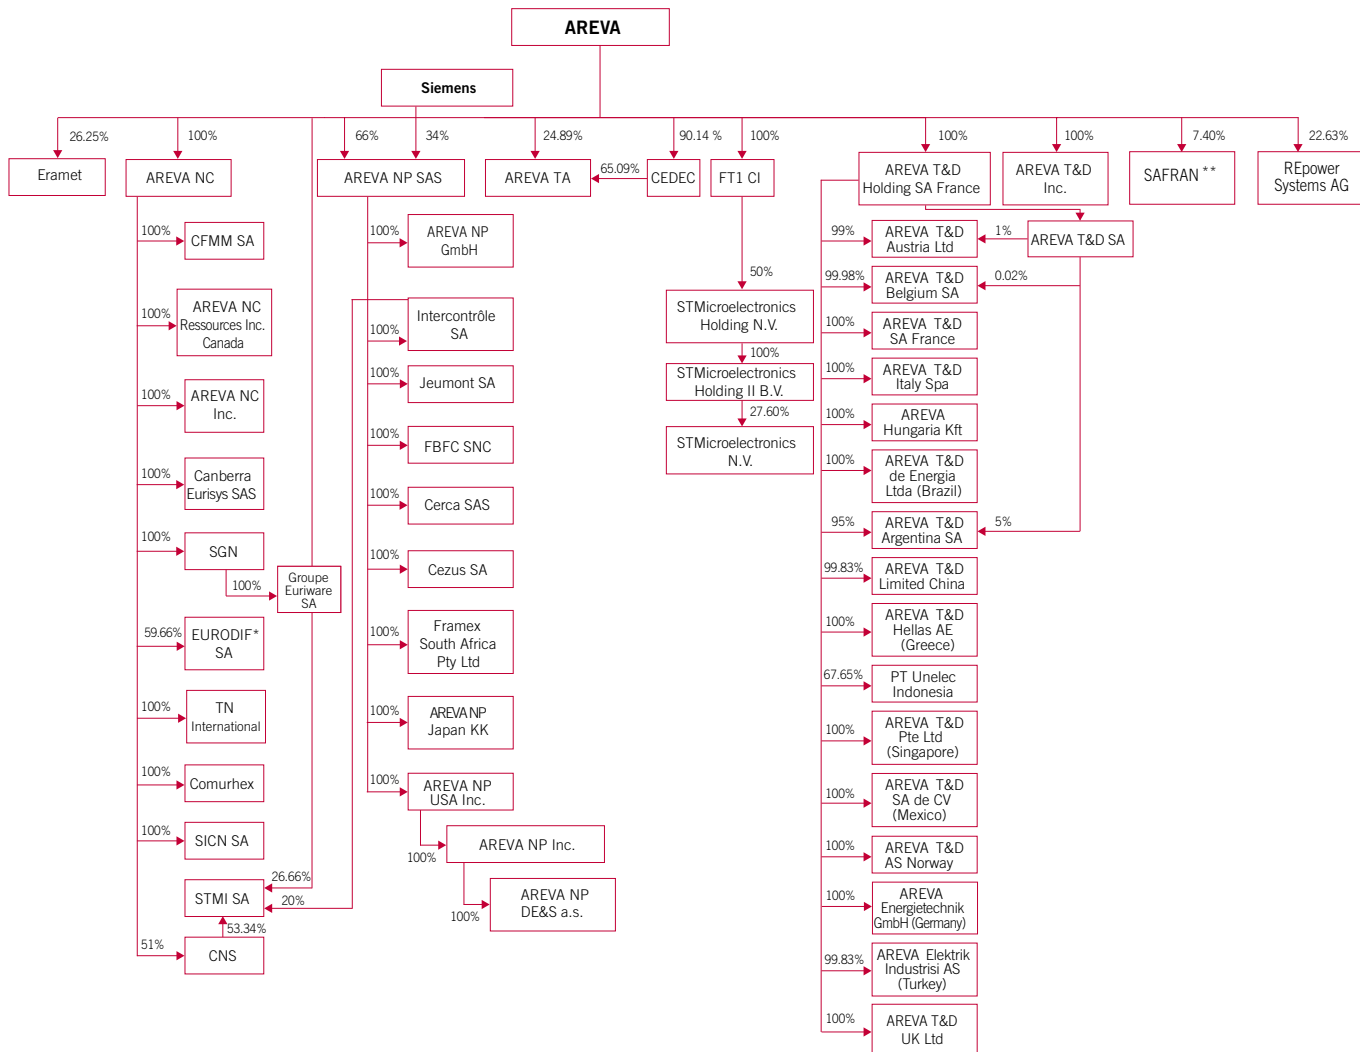 AREVA
Siemens
26.25%
100%
66%
34%
24.89%
90.14 %
100%
100%
100%
7.40%
22.63%
Eramet
AREVA NC
AREVA NP SAS
AREVA TA
65.09%
CEDEC
FT1 CI
AREVA T&D
Holding SA France
AREVA T&D
Inc.
SAFRAN **
REpower
Systems AG
100%
CFMM SA
100%
AREVA NC
Ressources Inc.
Canada
100%
AREVA NC
Inc.
100%
Canberra
Eurisys SAS
100%
SGN
100%
Groupe
Euriware
SA
59.66%
EURODIF*
SA
100%
TN
International
100%
Comurhex
100%
SICN SA
26.66%
STMI SA
20%
53.34%
51%
CNS
100%
AREVA NP
GmbH
Intercontrôle
SA
100%
100%
Jeumont SA
100%
FBFC SNC
100%
Cerca SAS
100%
Cezus SA
100%
Framex
South Africa
Pty Ltd
100%
AREVA NP
Japan KK
100%
AREVA NP
USA Inc.
100%
AREVA NP Inc.
100%
AREVA NP
DE&S a.s.
50%
STMicroelectronics
Holding N.V.
100%
STMicroelectronics
Holding II B.V.
27.60%
STMicroelectronics
N.V.
99%
AREVA T&D
Austria Ltd
1%
AREVA T&D SA
99.98%
AREVA T&D
Belgium SA
0.02%
100%
AREVA T&D
SA France
100%
AREVA T&D
Italy Spa
100%
AREVA
Hungaria Kft
100%
AREVA T&D
de Energia
Ltda (Brazil)
95%
AREVA T&D
Argentina SA
5%
99.83%
AREVA T&D
Limited China
100%
AREVA T&D
Hellas AE
(Greece)
67.65%
PT Unelec
Indonesia
100%
AREVA T&D
Pte Ltd
(Singapore)
100%
AREVA T&D
SA de CV
(Mexico)
100%
AREVA T&D
AS Norway
100%
AREVA
Energietechnik
GmbH (Germany)
99.83%
AREVA Elektrik
Industrisi AS
(Turkey)
100%
AREVA T&D
UK Ltd